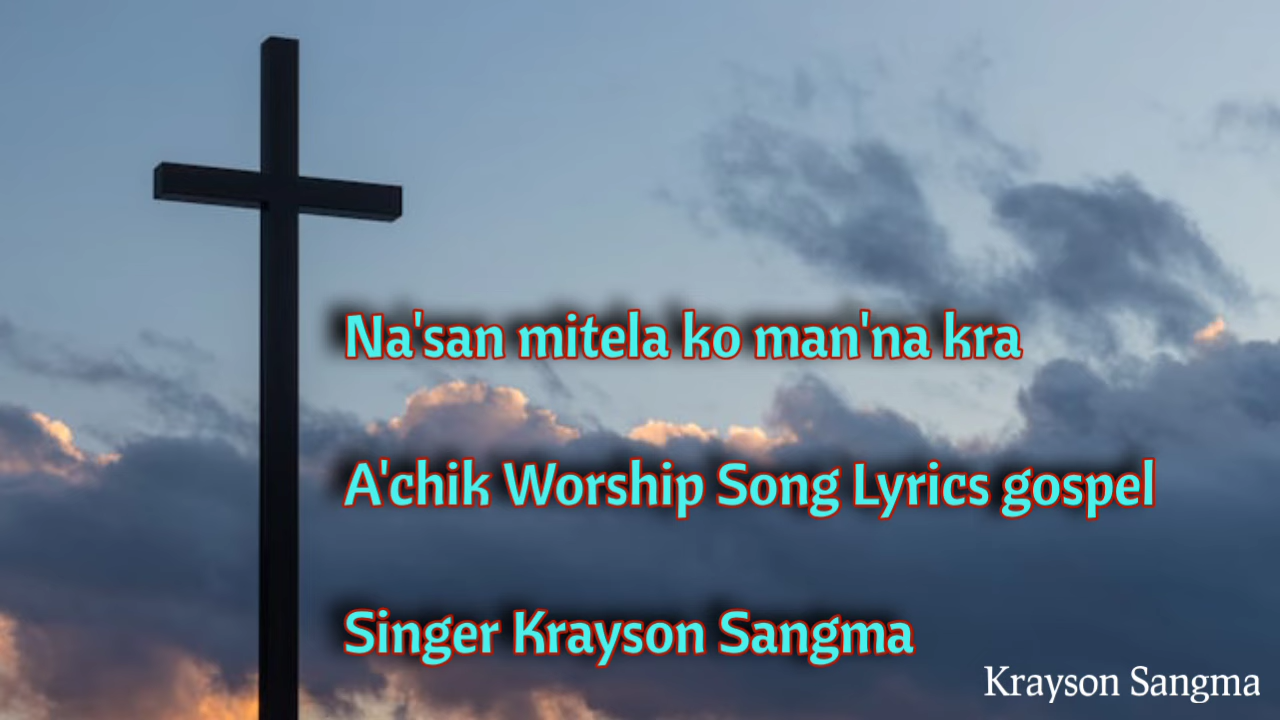 Na'san mitela ko man'na kra
A'chik Worship Song Lyrics gospel
Singer Krayson Sangma
Krayson Sangma